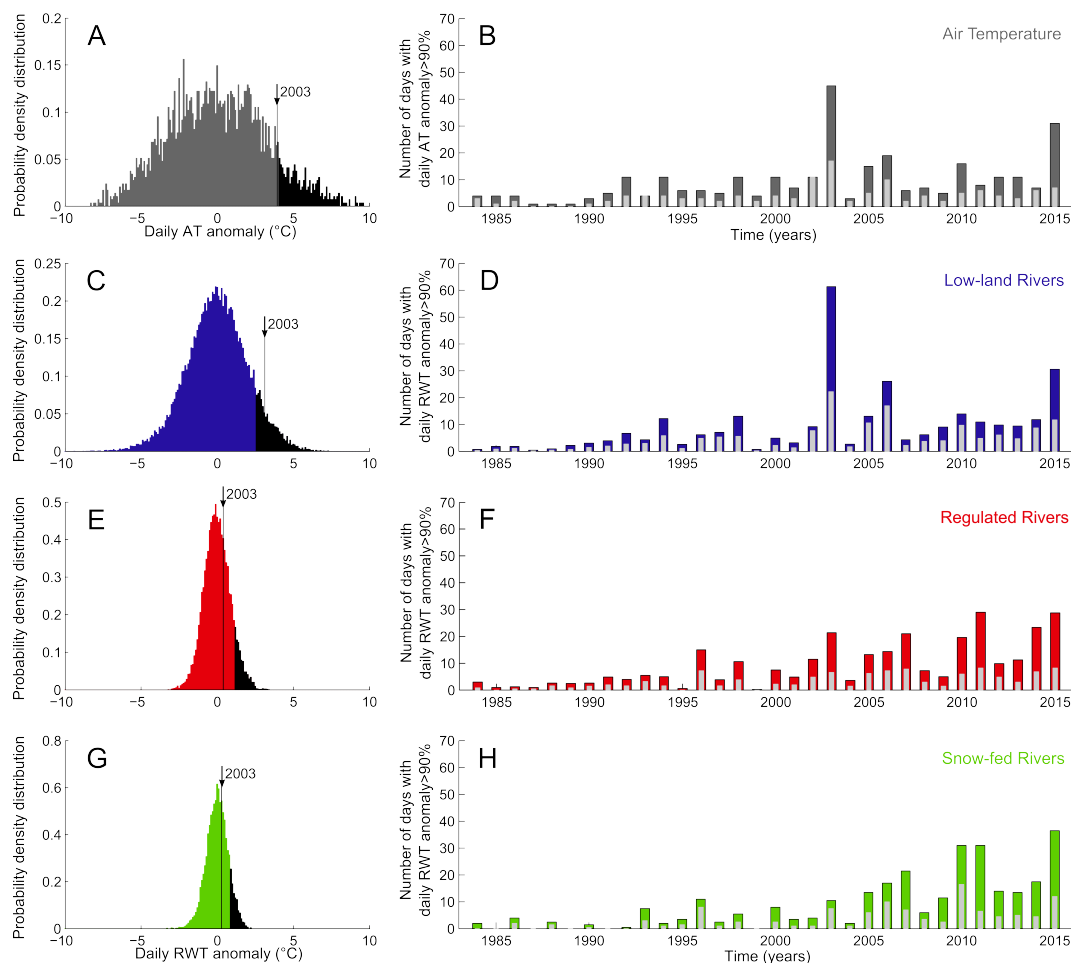 A
Probability density distribution
0.2
0.15
0.1
0.05
0
2003
−10 −5 0 5 10
Daily AT anomaly (°C)
B
Air Temperature
Number of days with
daily AT anomaly>90%
70
60
50
40
30
20
10
0
1985 1990 1995 2000 2005 2010 2015
Time (years)
C
Probability density distribution
0.25
0.2
0.15
0.1
0.05
0
2003
−10 −5 0 5 10
D
Low-land Rivers
Number of days with
daily RWT anomaly>90%
70
60
50
40
30
20
10
0
1985 1990 1995 2000 2005 2010 2015
E
Probability density distribution
0.5
0.4
0.3
0.2
0.1
0
2003
−10 −5 0 5 10
F
Regulated Rivers
Number of days with
daily RWT anomaly>90%
70
60
50
40
30
20
10
0
1985 1990 1995 2000 2005 2010 2015
G
Probability density distribution
0.8
0.6
0.4
0.2
0
2003
−10 −5 0 5 10
Daily RWT anomaly (°C)
H
Snow-fed Rivers
Number of days with
daily RWT anomaly>90%
70
60
50
40
30
20
10
0
1985 1990 1995 2000 2005 2010 2015
Time (years)